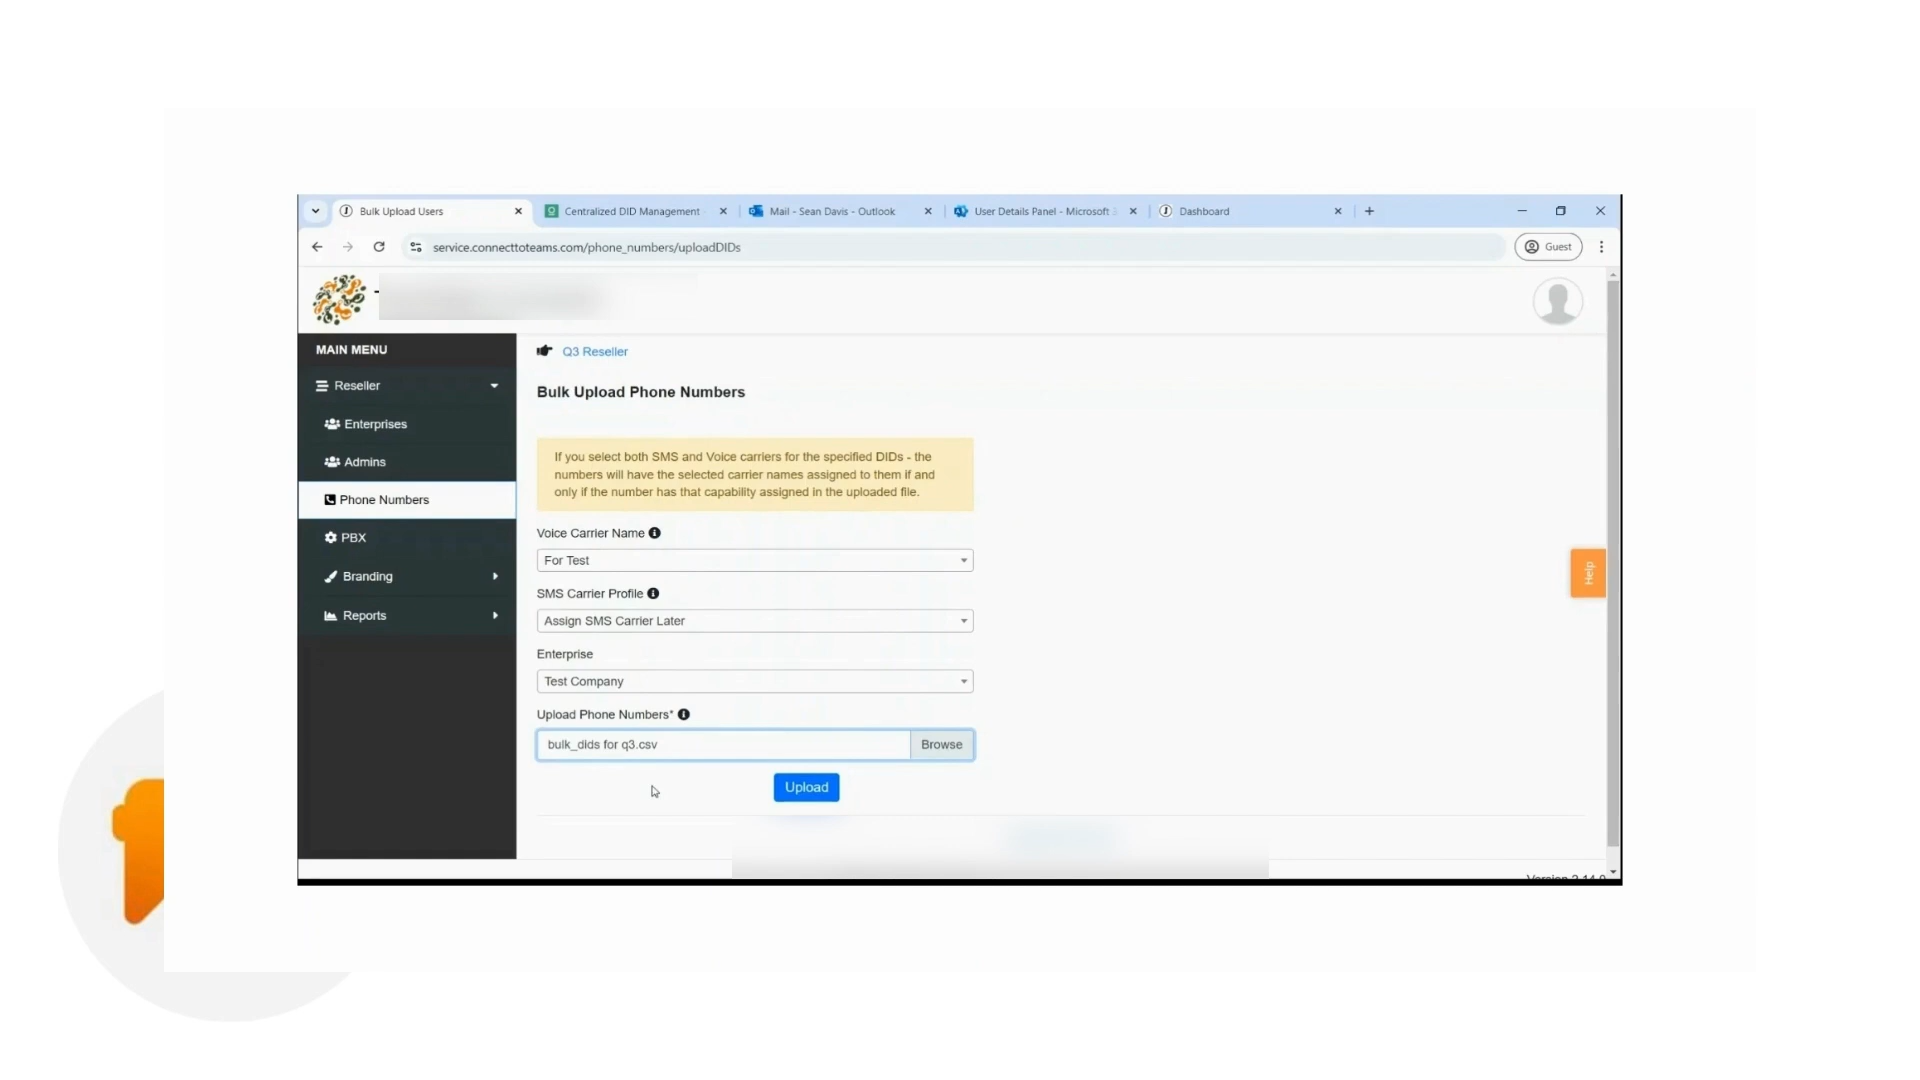 Bulk Upload Users
Centralized DID Management
Mail - Sean Davis - Outlook
User Details Panel - Microsoft
Dashboard
service.connecttoteams.com/phone_numbers/uploadDIDs
Guest
MAIN MENU
Reseller
Enterprises
Admins
Phone Numbers
PBX
Branding
Reports
Q3 Reseller
Bulk Upload Phone Numbers
If you select both SMS and Voice carriers for the specified DIDs - the
numbers will have the selected carrier names assigned to them if and
only if the number has that capability assigned in the uploaded file.
Voice Carrier Name
For Test
SMS Carrier Profile
Assign SMS Carrier Later
Enterprise
Test Company
Upload Phone Numbers*
bulk_dids for q3.csv
Browse
Upload
Help